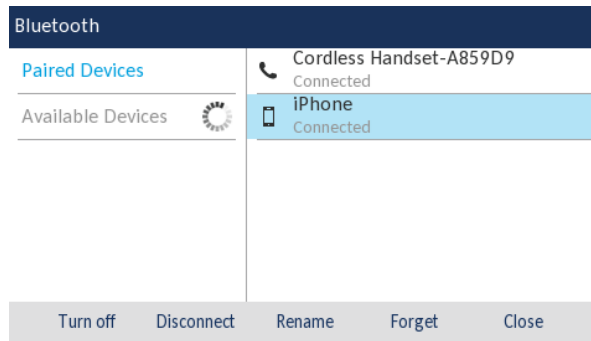 Bluetooth
Paired Devices
Available Devices
Cordless Handset-A859D9
Connected
iPhone
Connected
Turn off Disconnect Rename Forget Close